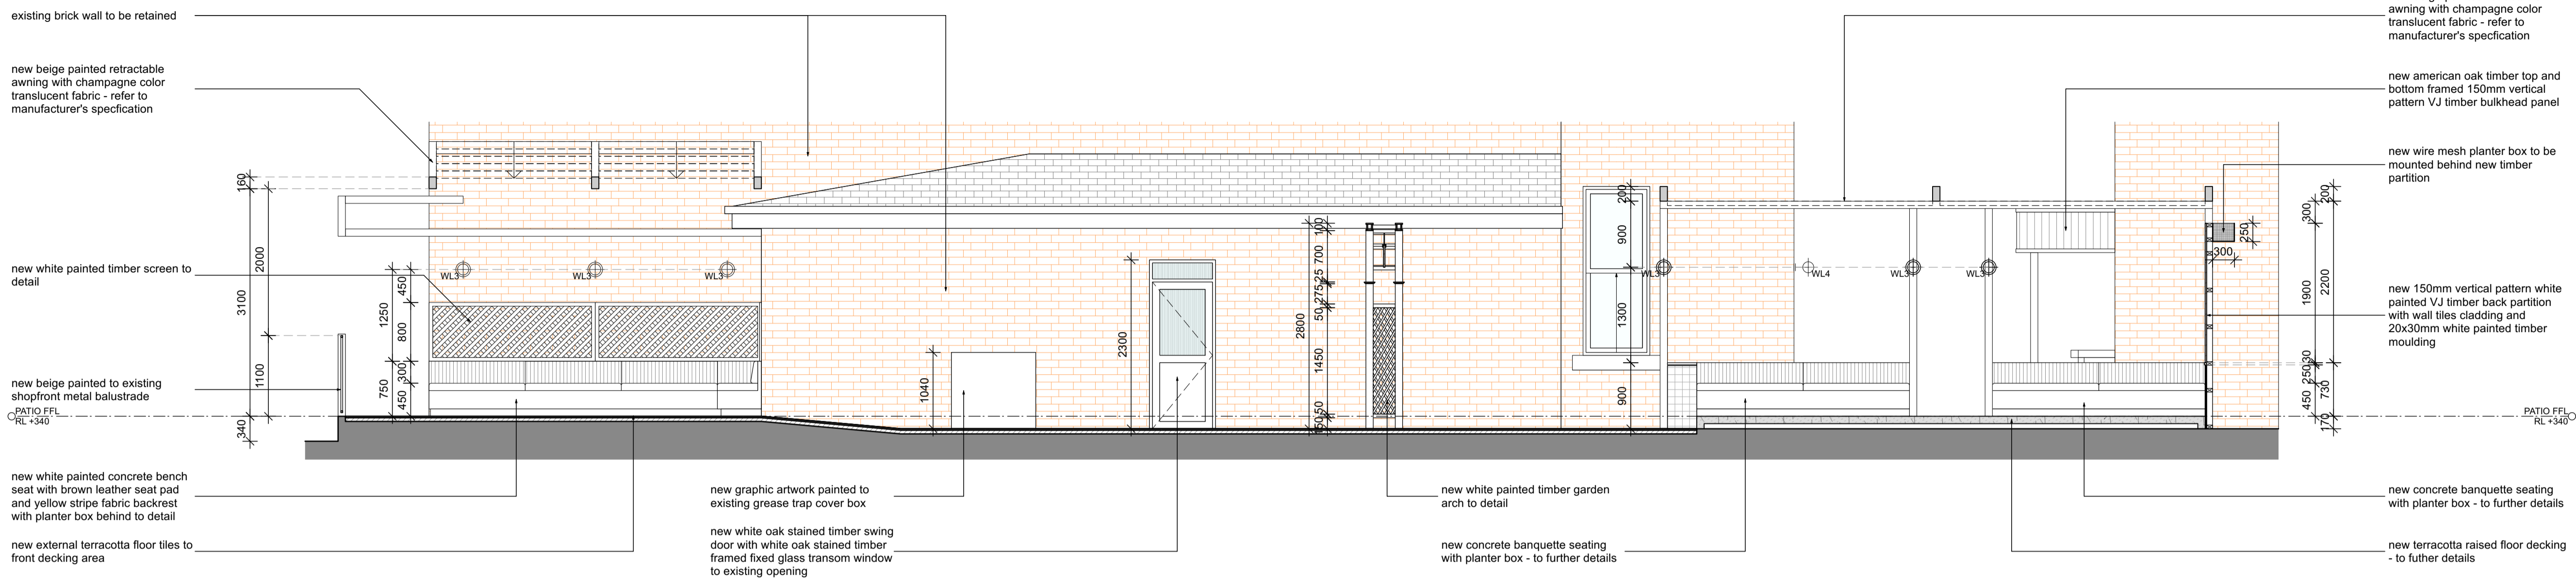 existing brick wall to be retained
new beige painted retractable
awning with champagne color
translucent fabric - refer to
manufacturer's specfication
new white painted timber screen to
detail
new beige painted to existing
shopfront metal balustrade
PATIO FFL
RL +340
new white painted concrete bench
seat with brown leather seat pad
and yellow stripe fabric backrest
with planter box behind to detail
new external terracotta floor tiles to
front decking area
160
2000
3100
1100
340
450
1250
800
300
750
450
WL3
WL3
WL3
1040
2300
new graphic artwork painted to
existing grease trap cover box
new white oak stained timber swing
door with white oak stained timber
framed fixed glass transom window
to existing opening
100
700
25
275
50
2800
1450
50
150
new white painted timber garden
arch to detail
new concrete banquette seating
with planter box - to further details
200
900
1300
900
WL3
WL4
WL3
WL3
200
300
250
300
1900
2200
30
250
730
450
170
awning with champagne color
translucent fabric - refer to
manufacturer's specfication
new american oak timber top and
bottom framed 150mm vertical
pattern VJ timber bulkhead panel
new wire mesh planter box to be
mounted behind new timber
partition
new 150mm vertical pattern white
painted VJ timber back partition
with wall tiles cladding and
20x30mm white painted timber
moulding
PATIO FFL
RL +340
new concrete banquette seating
with planter box - to further details
new terracotta raised floor decking
- to futher details